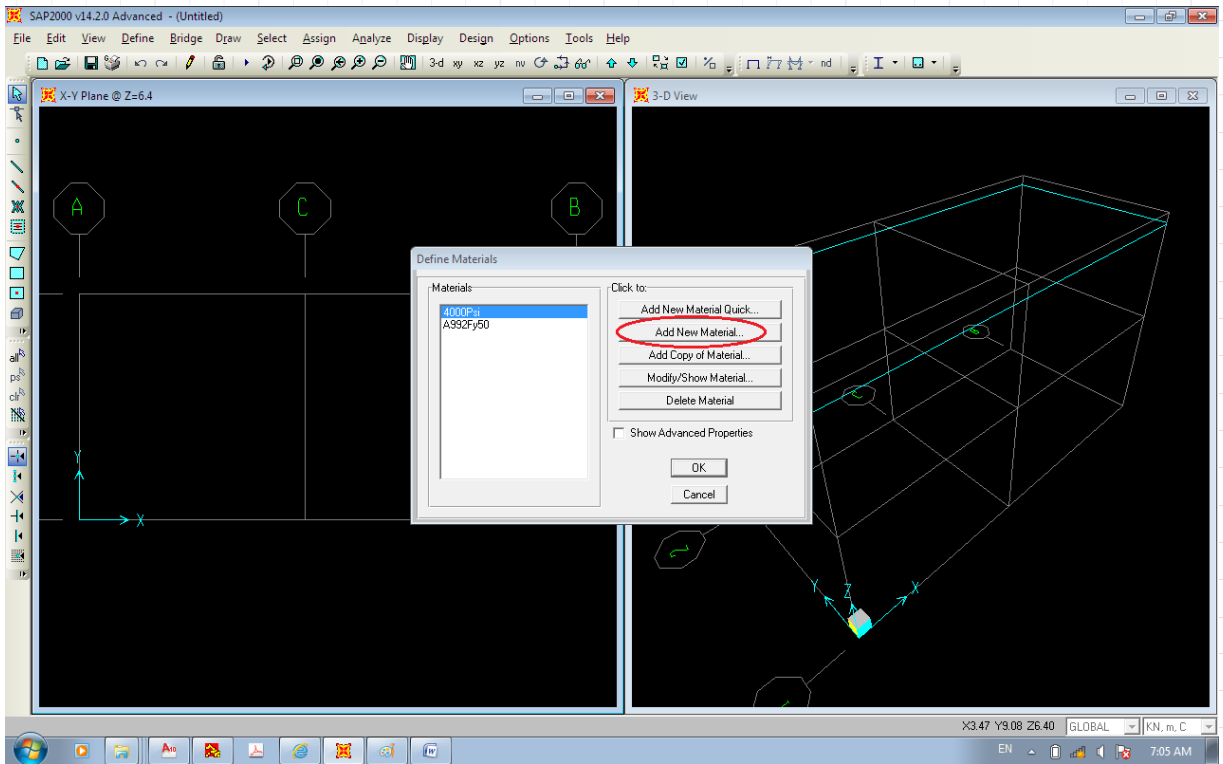 SAP2000 v14.2.0 Advanced - (Untitled)
File Edit View Define Bridge Draw Select Assign Analyze Display Design Options Tools Help
3-d xy xz yz nv nd
X-Y Plane @ Z=6.4
3-D View
A
C
B
Define Materials
Materials
4000Psi
A992Fy50
Click to:
Add New Material Quick...
Add New Material...
Add Copy of Material...
Modify/Show Material...
Delete Material
Show Advanced Properties
OK
Cancel
all
ps
clr
Y
X
Y
Z
X
X3.47 Y9.08 Z6.40
GLOBAL
KN, m, C
EN
7:05 AM